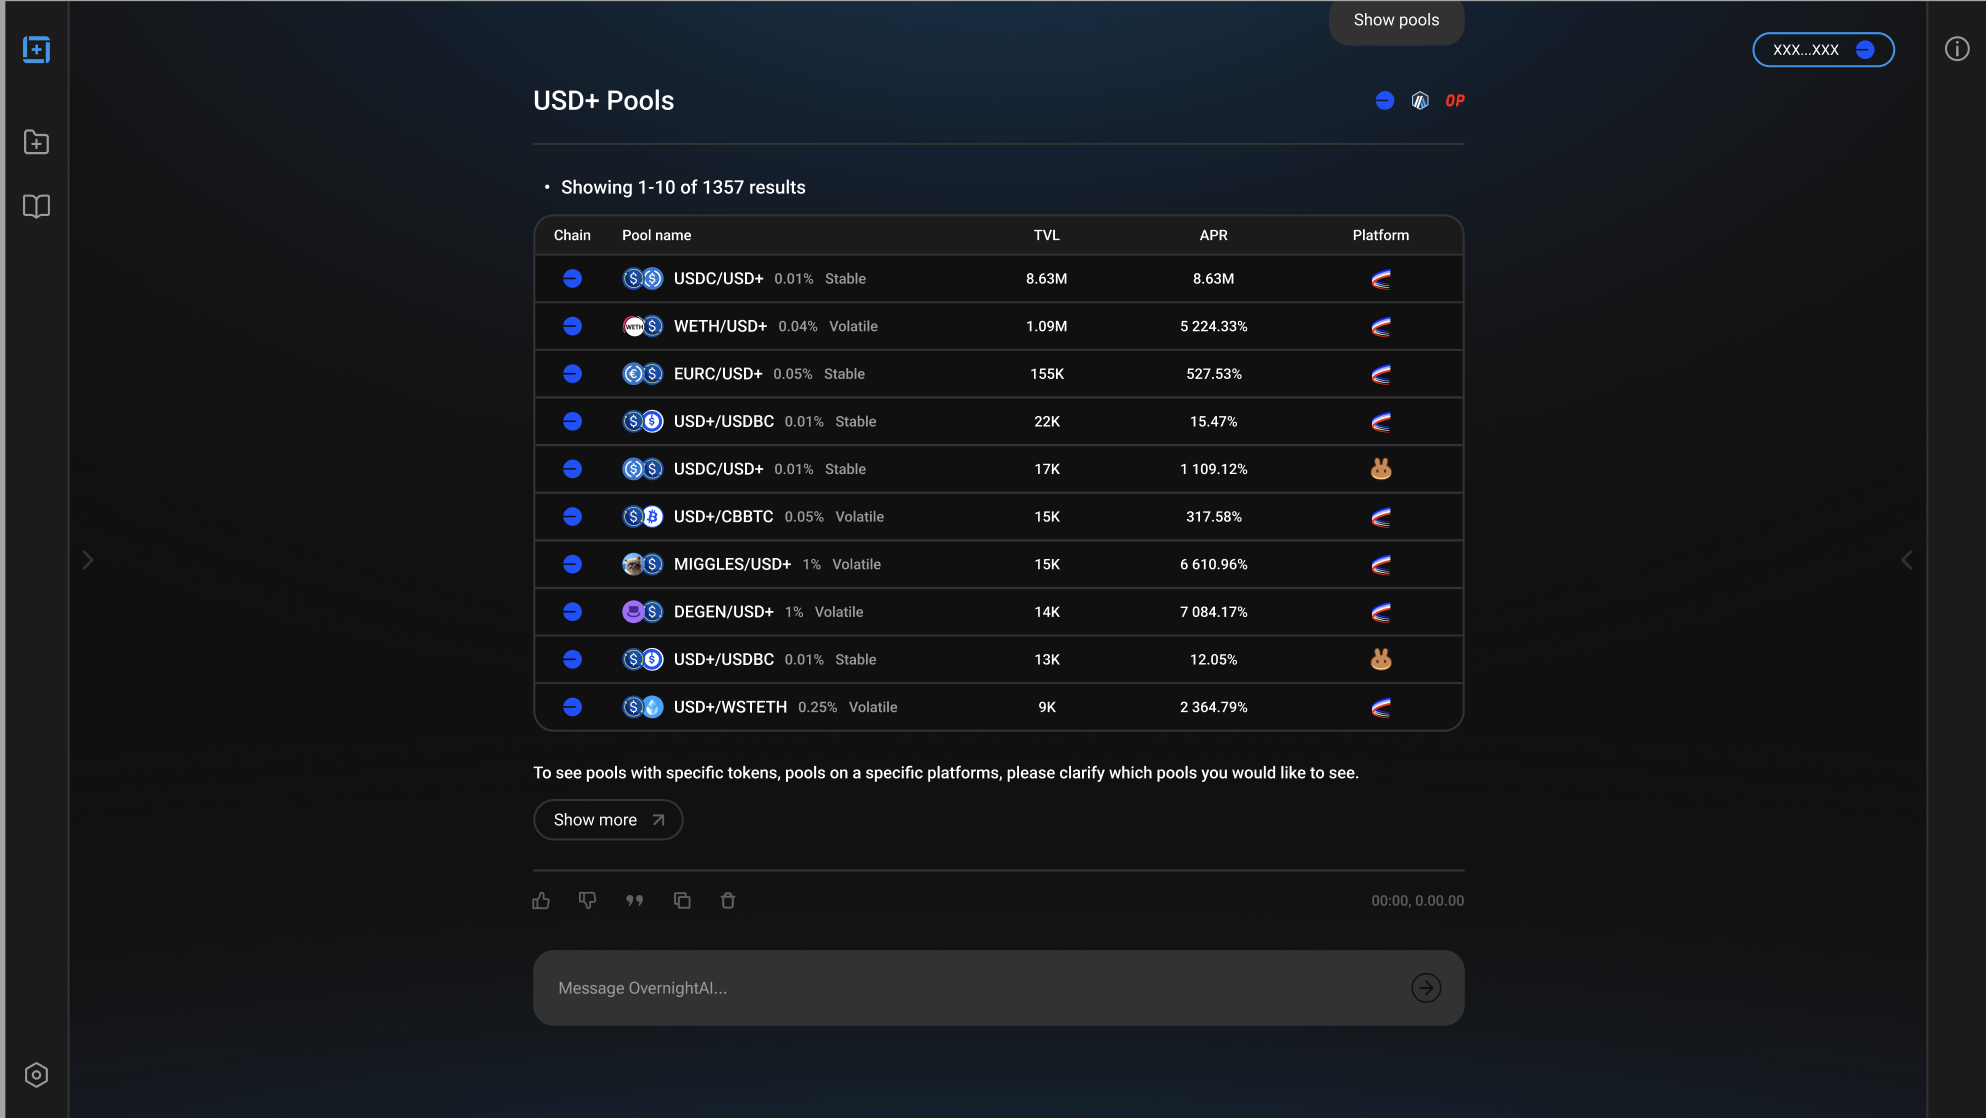 Show pools
XXX...XXX
USD+ Pools
OP
• Showing 1-10 of 1357 results
Chain Pool name TVL APR Platform
USDC/USD+ 0.01% Stable 8.63M 8.63M
WETH WETH/USD+ 0.04% Volatile 1.09M 5 224.33%
EURC/USD+ 0.05% Stable 155K 527.53%
USD+/USDBC 0.01% Stable 22K 15.47%
USDC/USD+ 0.01% Stable 17K 1 109.12%
USD+/CBBTC 0.05% Volatile 15K 317.58%
MIGGLES/USD+ 1% Volatile 15K 6 610.96%
DEGEN/USD+ 1% Volatile 14K 7 084.17%
USD+/USDBC 0.01% Stable 13K 12.05%
USD+/WSTETH 0.25% Volatile 9K 2 364.79%
To see pools with specific tokens, pools on a specific platforms, please clarify which pools you would like to see.
Show more
00:00, 0.00.00
Message OvernightAI...